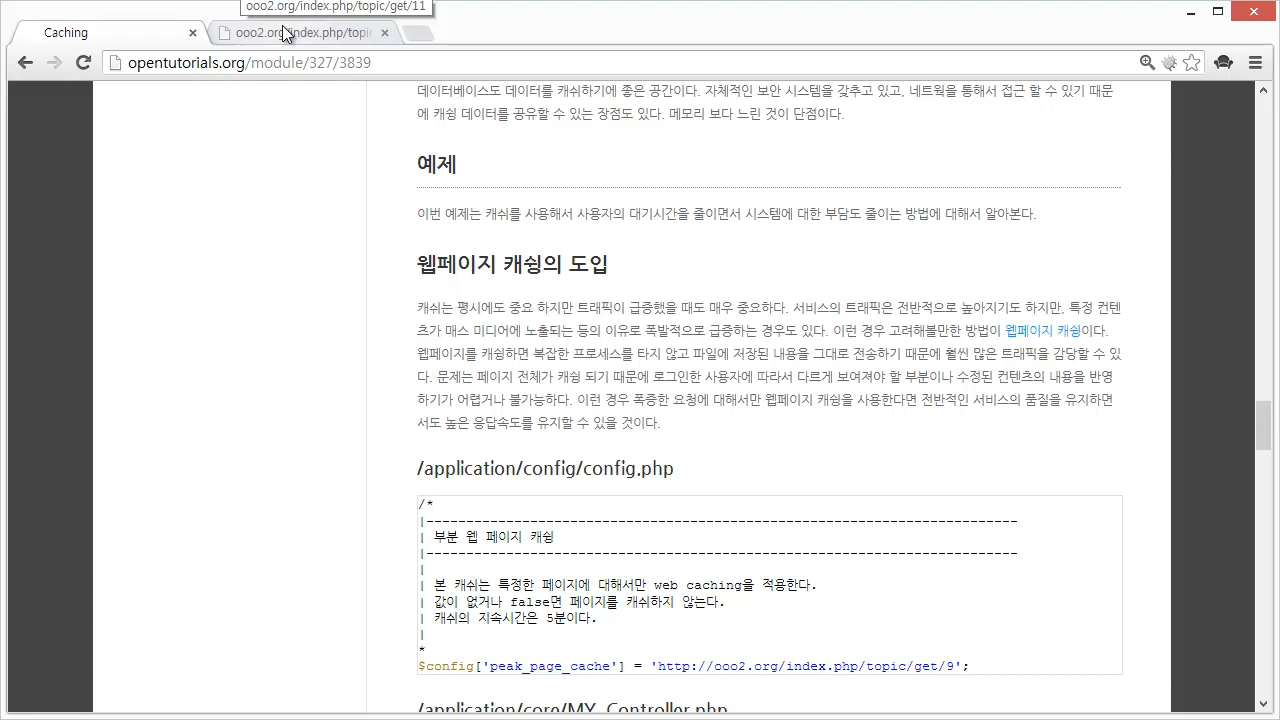 ooo2.org/index.php/topic/get/11
Caching
ooo2.org/index.php/topi
opentutorials.org/module/327/3839
데이터베이스도 데이터를 캐쉬하기에 좋은 공간이다. 자체적인 보안 시스템을 갖추고 있고, 네트웍을 통해서 접근 할 수 있기 때문
에 캐슁 데이터를 공유할 수 있는 장점도 있다. 메모리 보다 느린 것이 단점이다.
예제
이번 예제는 캐쉬를 사용해서 사용자의 대기시간을 줄이면서 시스템에 대한 부담도 줄이는 방법에 대해서 알아본다.
웹페이지 캐슁의 도입
캐쉬는 평시에도 중요 하지만 트래픽이 급증했을 때도 매우 중요하다. 서비스의 트래픽은 전반적으로 높아지기도 하지만, 특정 컨텐
츠가 매스 미디어에 노출되는 등의 이유로 폭발적으로 급증하는 경우도 있다. 이런 경우 고려해볼만한 방법이 웹페이지 캐슁이다.
웹페이지를 캐슁하면 복잡한 프로세스를 타지 않고 파일에 저장된 내용을 그대로 전송하기 때문에 훨씬 많은 트래픽을 감당할 수 있
다. 문제는 페이지 전체가 캐슁 되기 때문에 로그인한 사용자에 따라서 다르게 보여져야 할 부분이나 수정된 컨텐츠의 내용을 반영
하기가 어렵거나 불가능하다. 이런 경우 폭증한 요청에 대해서만 웹페이지 캐슁을 사용한다면 전반적인 서비스의 품질을 유지하면
서도 높은 응답속도를 유지할 수 있을 것이다.
/application/config/config.php
/*
|--------------------------------------------------------------------------
| 부분 웹 페이지 캐슁
|--------------------------------------------------------------------------
|
| 본 캐쉬는 특정한 페이지에 대해서만 web caching을 적용한다.
| 값이 없거나 false면 페이지를 캐쉬하지 않는다.
| 캐쉬의 지속시간은 5분이다.
|
*
$config['peak_page_cache'] = 'http://ooo2.org/index.php/topic/get/9';
/application/core/MY_Controller.php